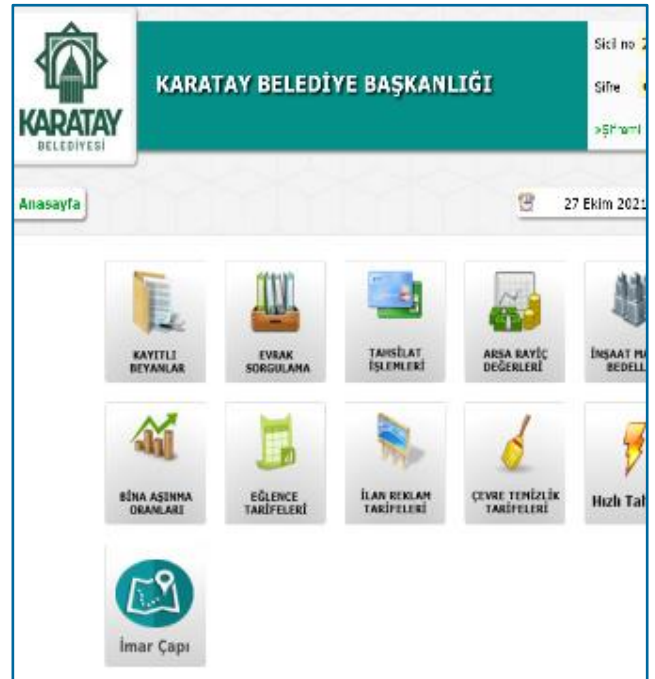 KARATAY
BELEDİYESİ
KARATAY BELEDİYE BAŞKANLIĞI
Sicil no
Şifre
Anasayfa
27 Ekim 2021
KAYITLI
BEYANLAR
EVRAK
SORGULAMA
TAHSİLAT
İŞLEMLERİ
ARSA RAYİÇ
DEĞERLERİ
İNŞAAT
BİNA AŞINMA
ORANLARI
EĞLENCE
TARİFELERİ
İLAN REKLAM
TARİFELERİ
ÇEVRE TEMİZLİK
TARİFELERİ
Hızlı
İmar Çapı